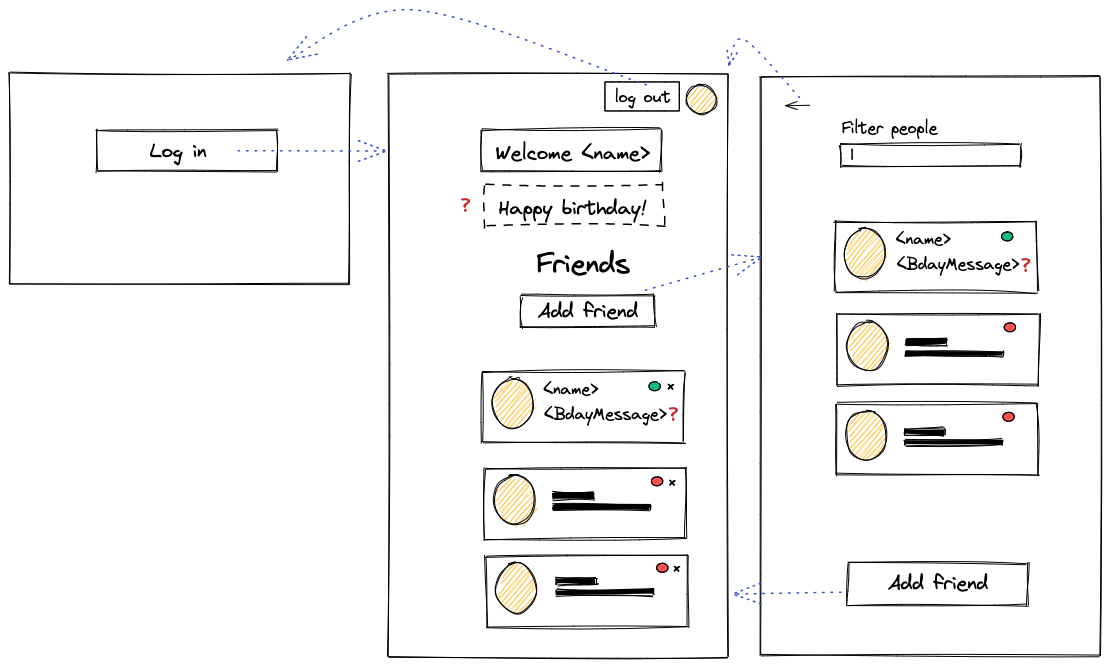 Log in
log out
Welcome <name>
? Happy birthday!
Friends
Add friend
<name>
x
<BdayMessage>?
x
x
Filter people
<name>
<BdayMessage>?
Add friend